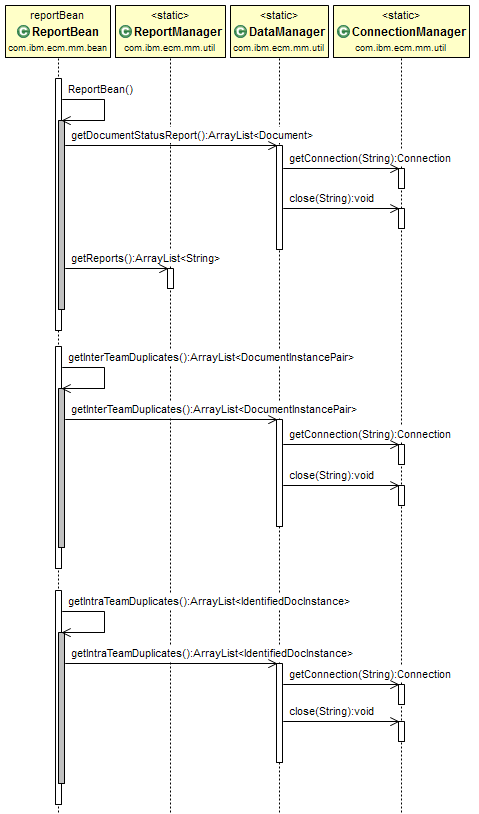 reportBean
ReportBean
com.ibm.ecm.mm.bean
<static>
ReportManager
com.ibm.ecm.mm.util
<static>
DataManager
com.ibm.ecm.mm.util
<static>
ConnectionManager
com.ibm.ecm.mm.util
ReportBean()
getDocumentStatusReport():ArrayList<Document>
getConnection(String):Connection
close(String):void
getReports():ArrayList<String>
getInterTeamDuplicates():ArrayList<DocumentInstancePair>
getInterTeamDuplicates():ArrayList<DocumentInstancePair>
getConnection(String):Connection
close(String):void
getIntraTeamDuplicates():ArrayList<IdentifiedDocInstance>
getIntraTeamDuplicates():ArrayList<IdentifiedDocInstance>
getConnection(String):Connection
close(String):void